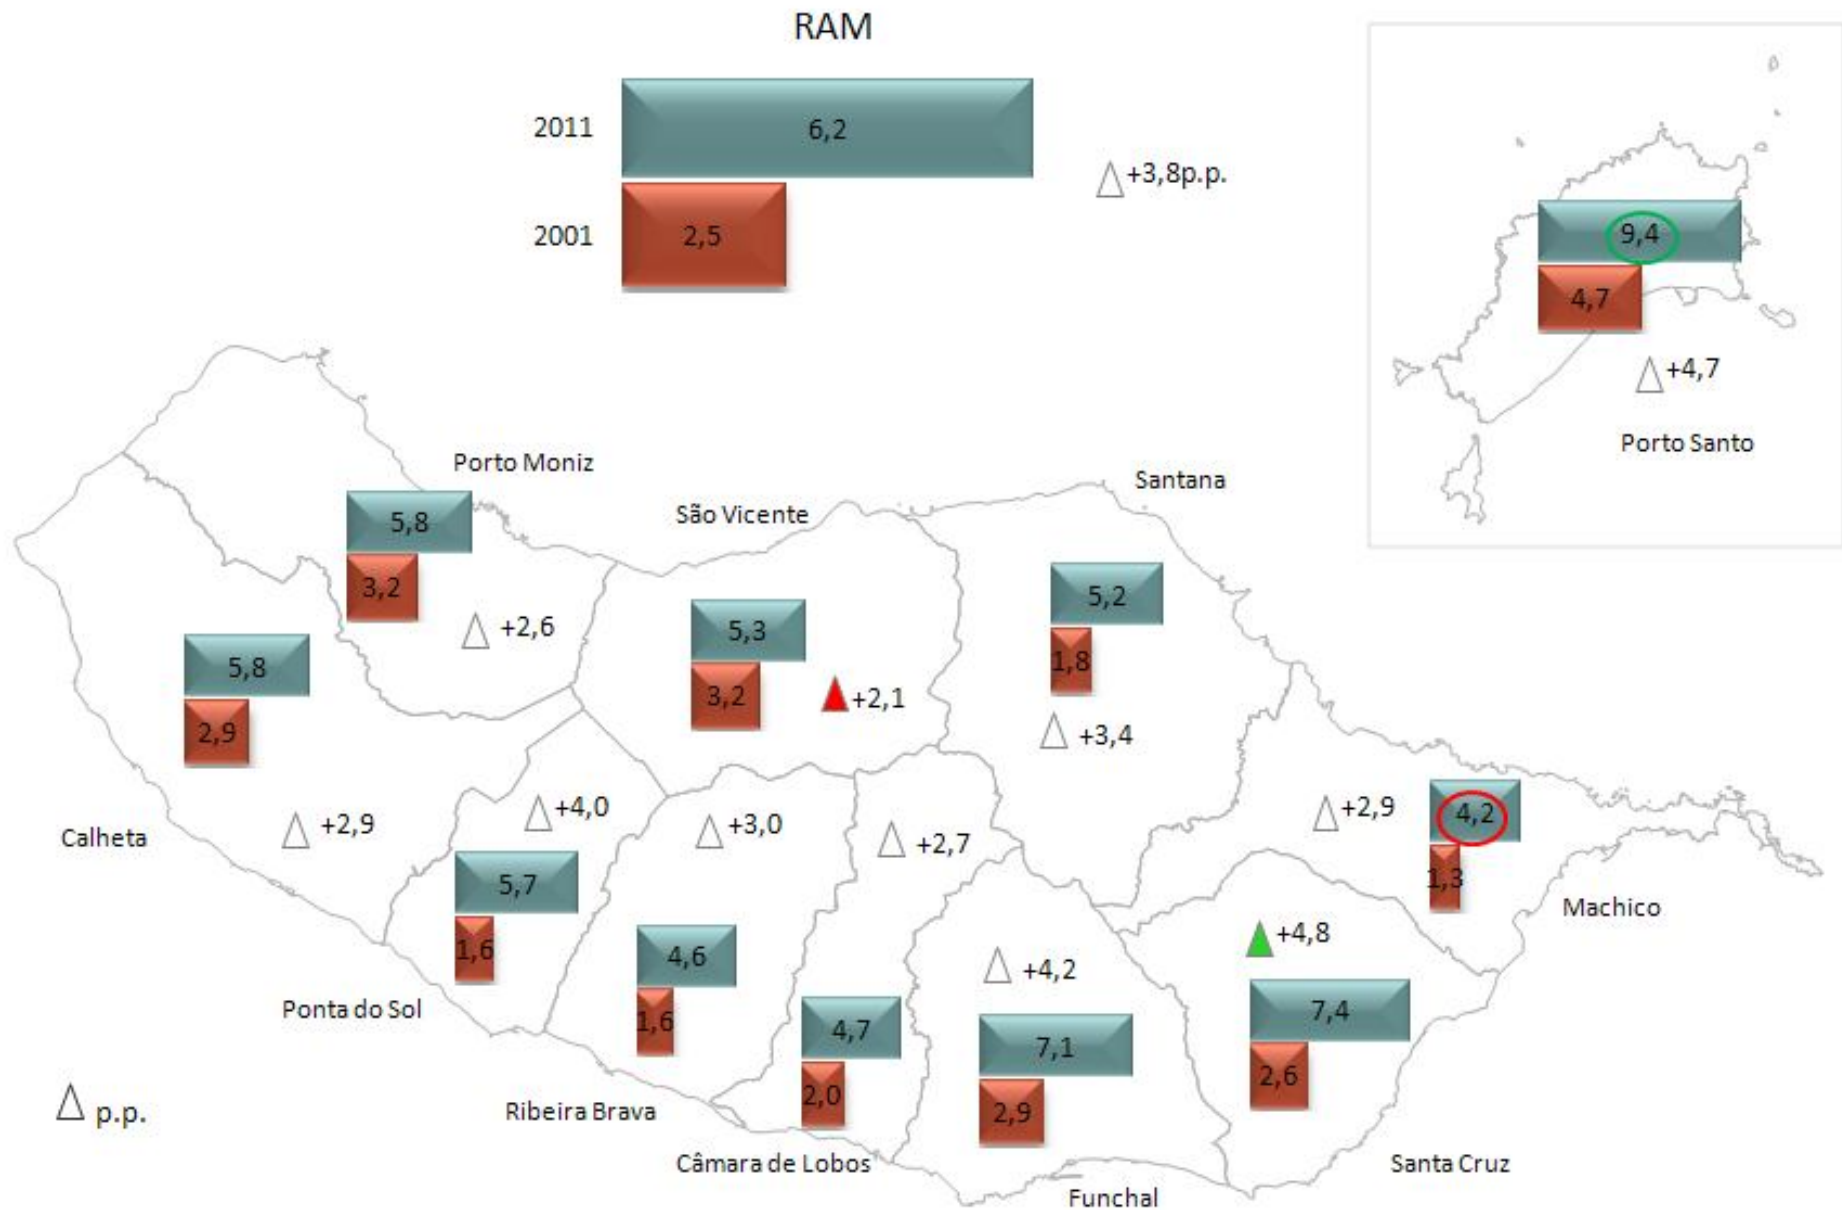 RAM
2011
6,2
+3,8p.p.
2001
2,5
9,4
4,7
+4,7
Porto Santo
Porto Moniz
5,8
3,2
+2,6
São Vicente
5,3
3,2
+2,1
Santana
5,2
1,8
+3,4
5,8
2,9
+2,9
Calheta
+4,0
5,7
1,6
Ponta do Sol
+3,0
4,6
1,6
Ribeira Brava
+2,7
4,7
2,0
Câmara de Lobos
+4,2
7,1
2,9
Funchal
+4,8
7,4
2,6
Santa Cruz
+2,9
4,2
1,3
Machico
p.p.